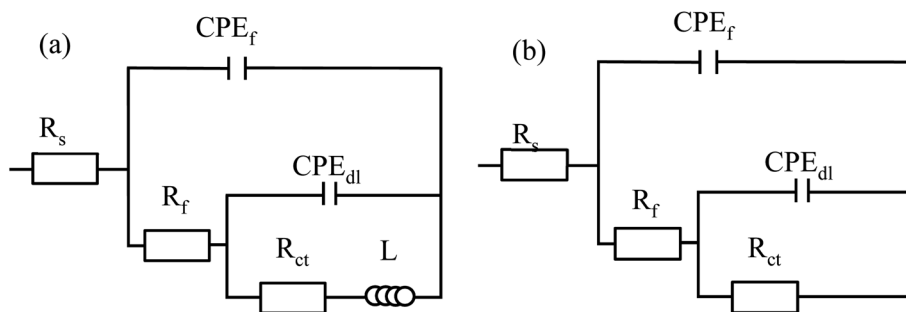 (a)
CPE_f
R_s
CPE_dl
R_f
R_ct
L
(b)
CPE_f
R_s
CPE_dl
R_f
R_ct